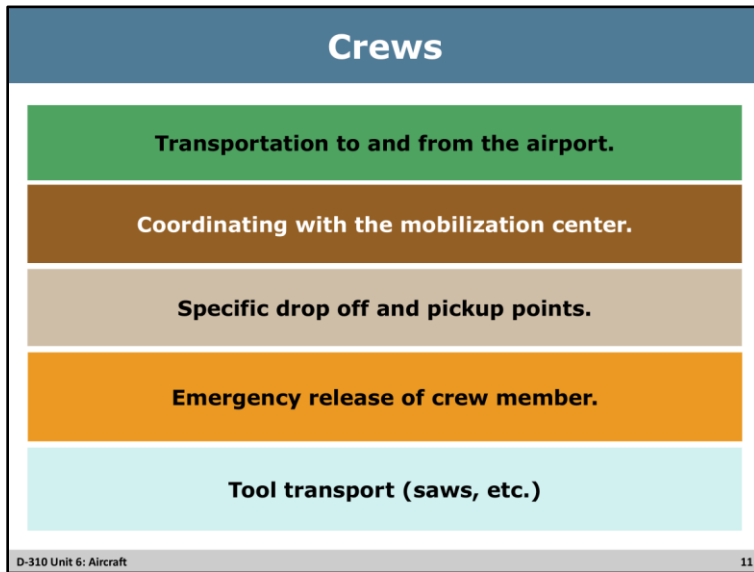 Crews
Transportation to and from the airport.
Coordinating with the mobilization center.
Specific drop off and pickup points.
Emergency release of crew member.
Tool transport (saws, etc.)
D-310 Unit 6: Aircraft 11